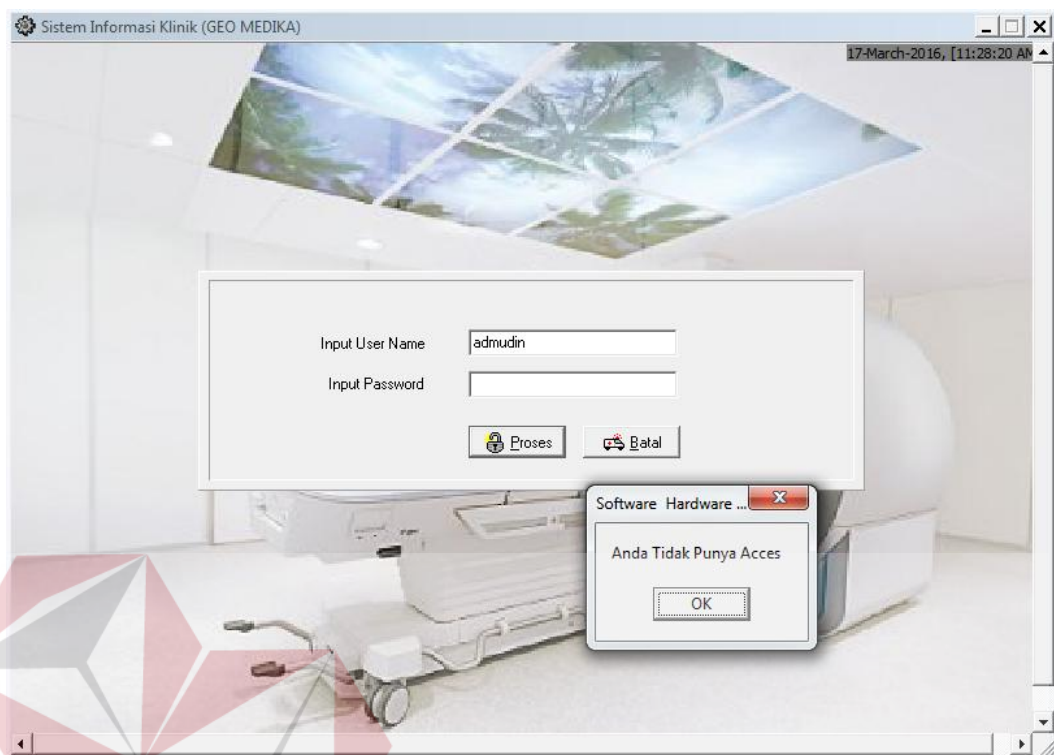 Sistem Informasi Klinik (GEO MEDIKA)
17-March-2016, [11:28:20 AM
Input User Name
admudin
Input Password
Proses
Batal
Software Hardware ...
Anda Tidak Punya Acces
OK